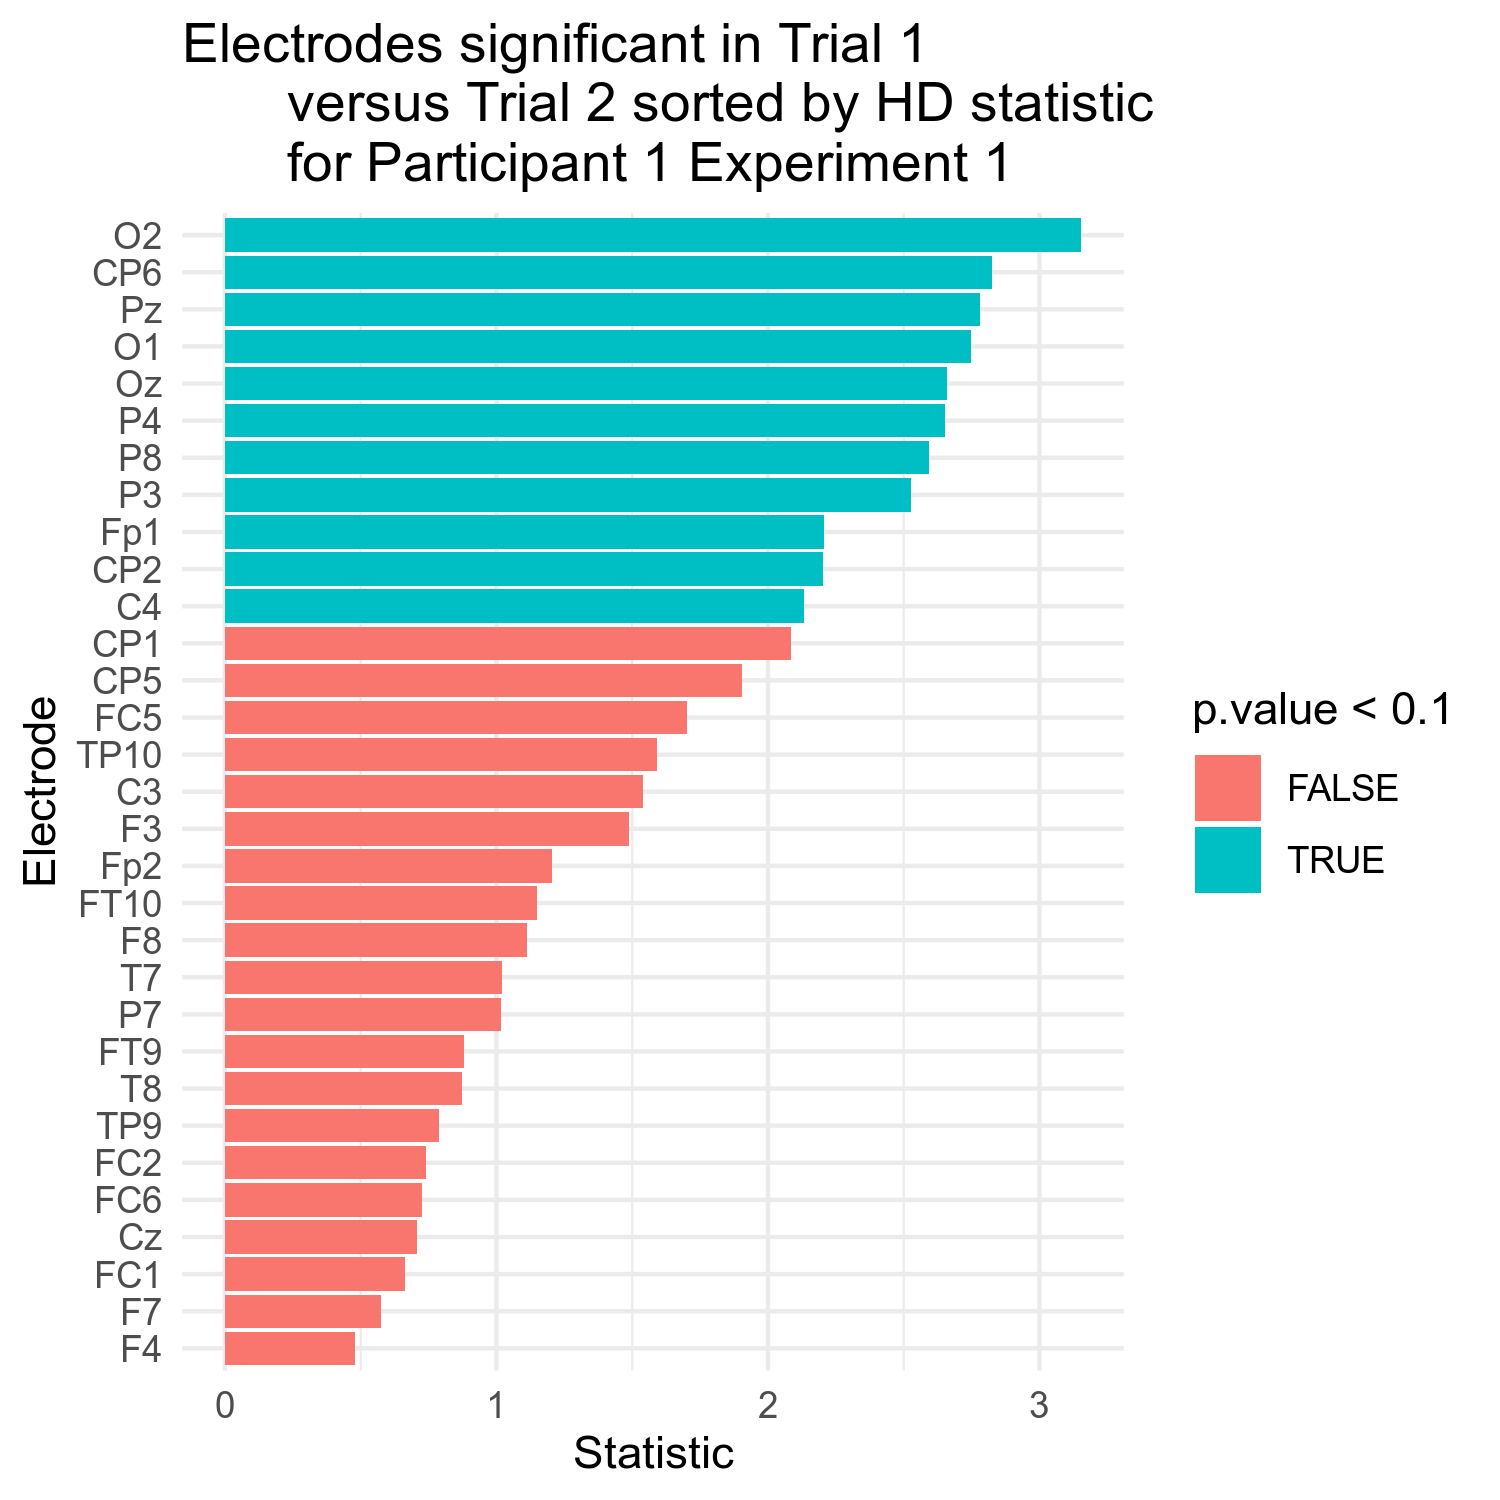 Electrodes significant in Trial 1
versus Trial 2 sorted by HD statistic
for Participant 1 Experiment 1
O2
CP6
Pz
O1
Oz
P4
P8
P3
Fp1
CP2
C4
CP1
CP5
FC5
TP10
C3
F3
Fp2
FT10
F8
T7
P7
FT9
T8
TP9
FC2
FC6
Cz
FC1
F7
F4
Electrode
0 1 2 3
Statistic
p.value < 0.1
FALSE
TRUE